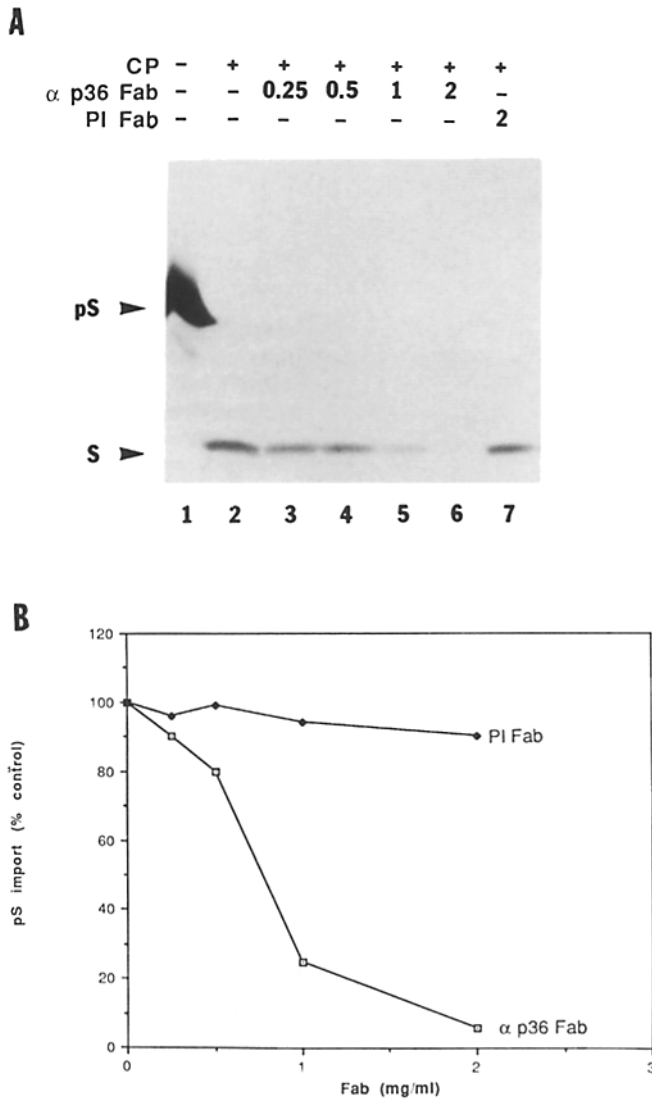 A
CP - + + + + + +
α p36 Fab - - 0.25 0.5 1 2 -
PI Fab - - - - - - 2
pS
S
1 2 3 4 5 6 7
B
120
100
80
60
40
20
0
pS import (% control)
PI Fab
α p36 Fab
0 1 2 3
Fab (mg/ml)